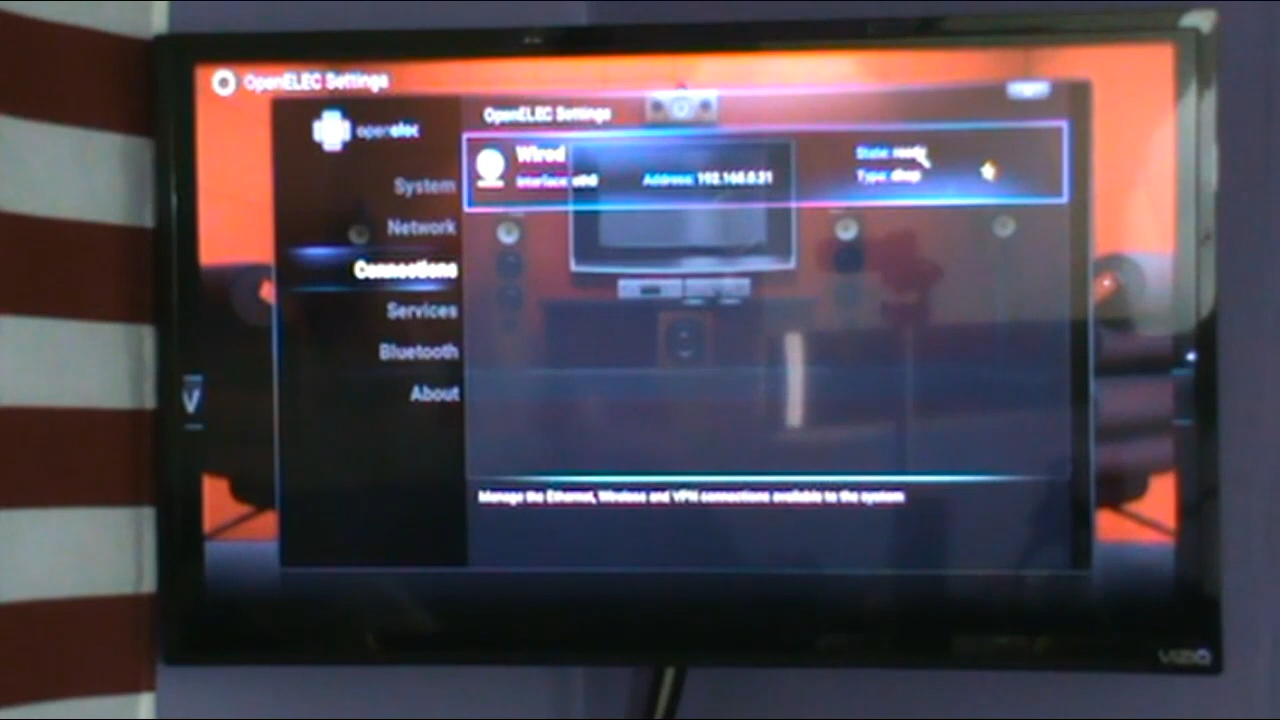 OpenELEC Settings
openelec
OpenELEC Settings
Wired
Interface: eth0 Address: 192.168.0.31
State: ready
Type: dhcp
System
Network
Connections
Services
Bluetooth
About
Manage the Ethernet, Wireless and VPN connections available to the system
V
VIZIO